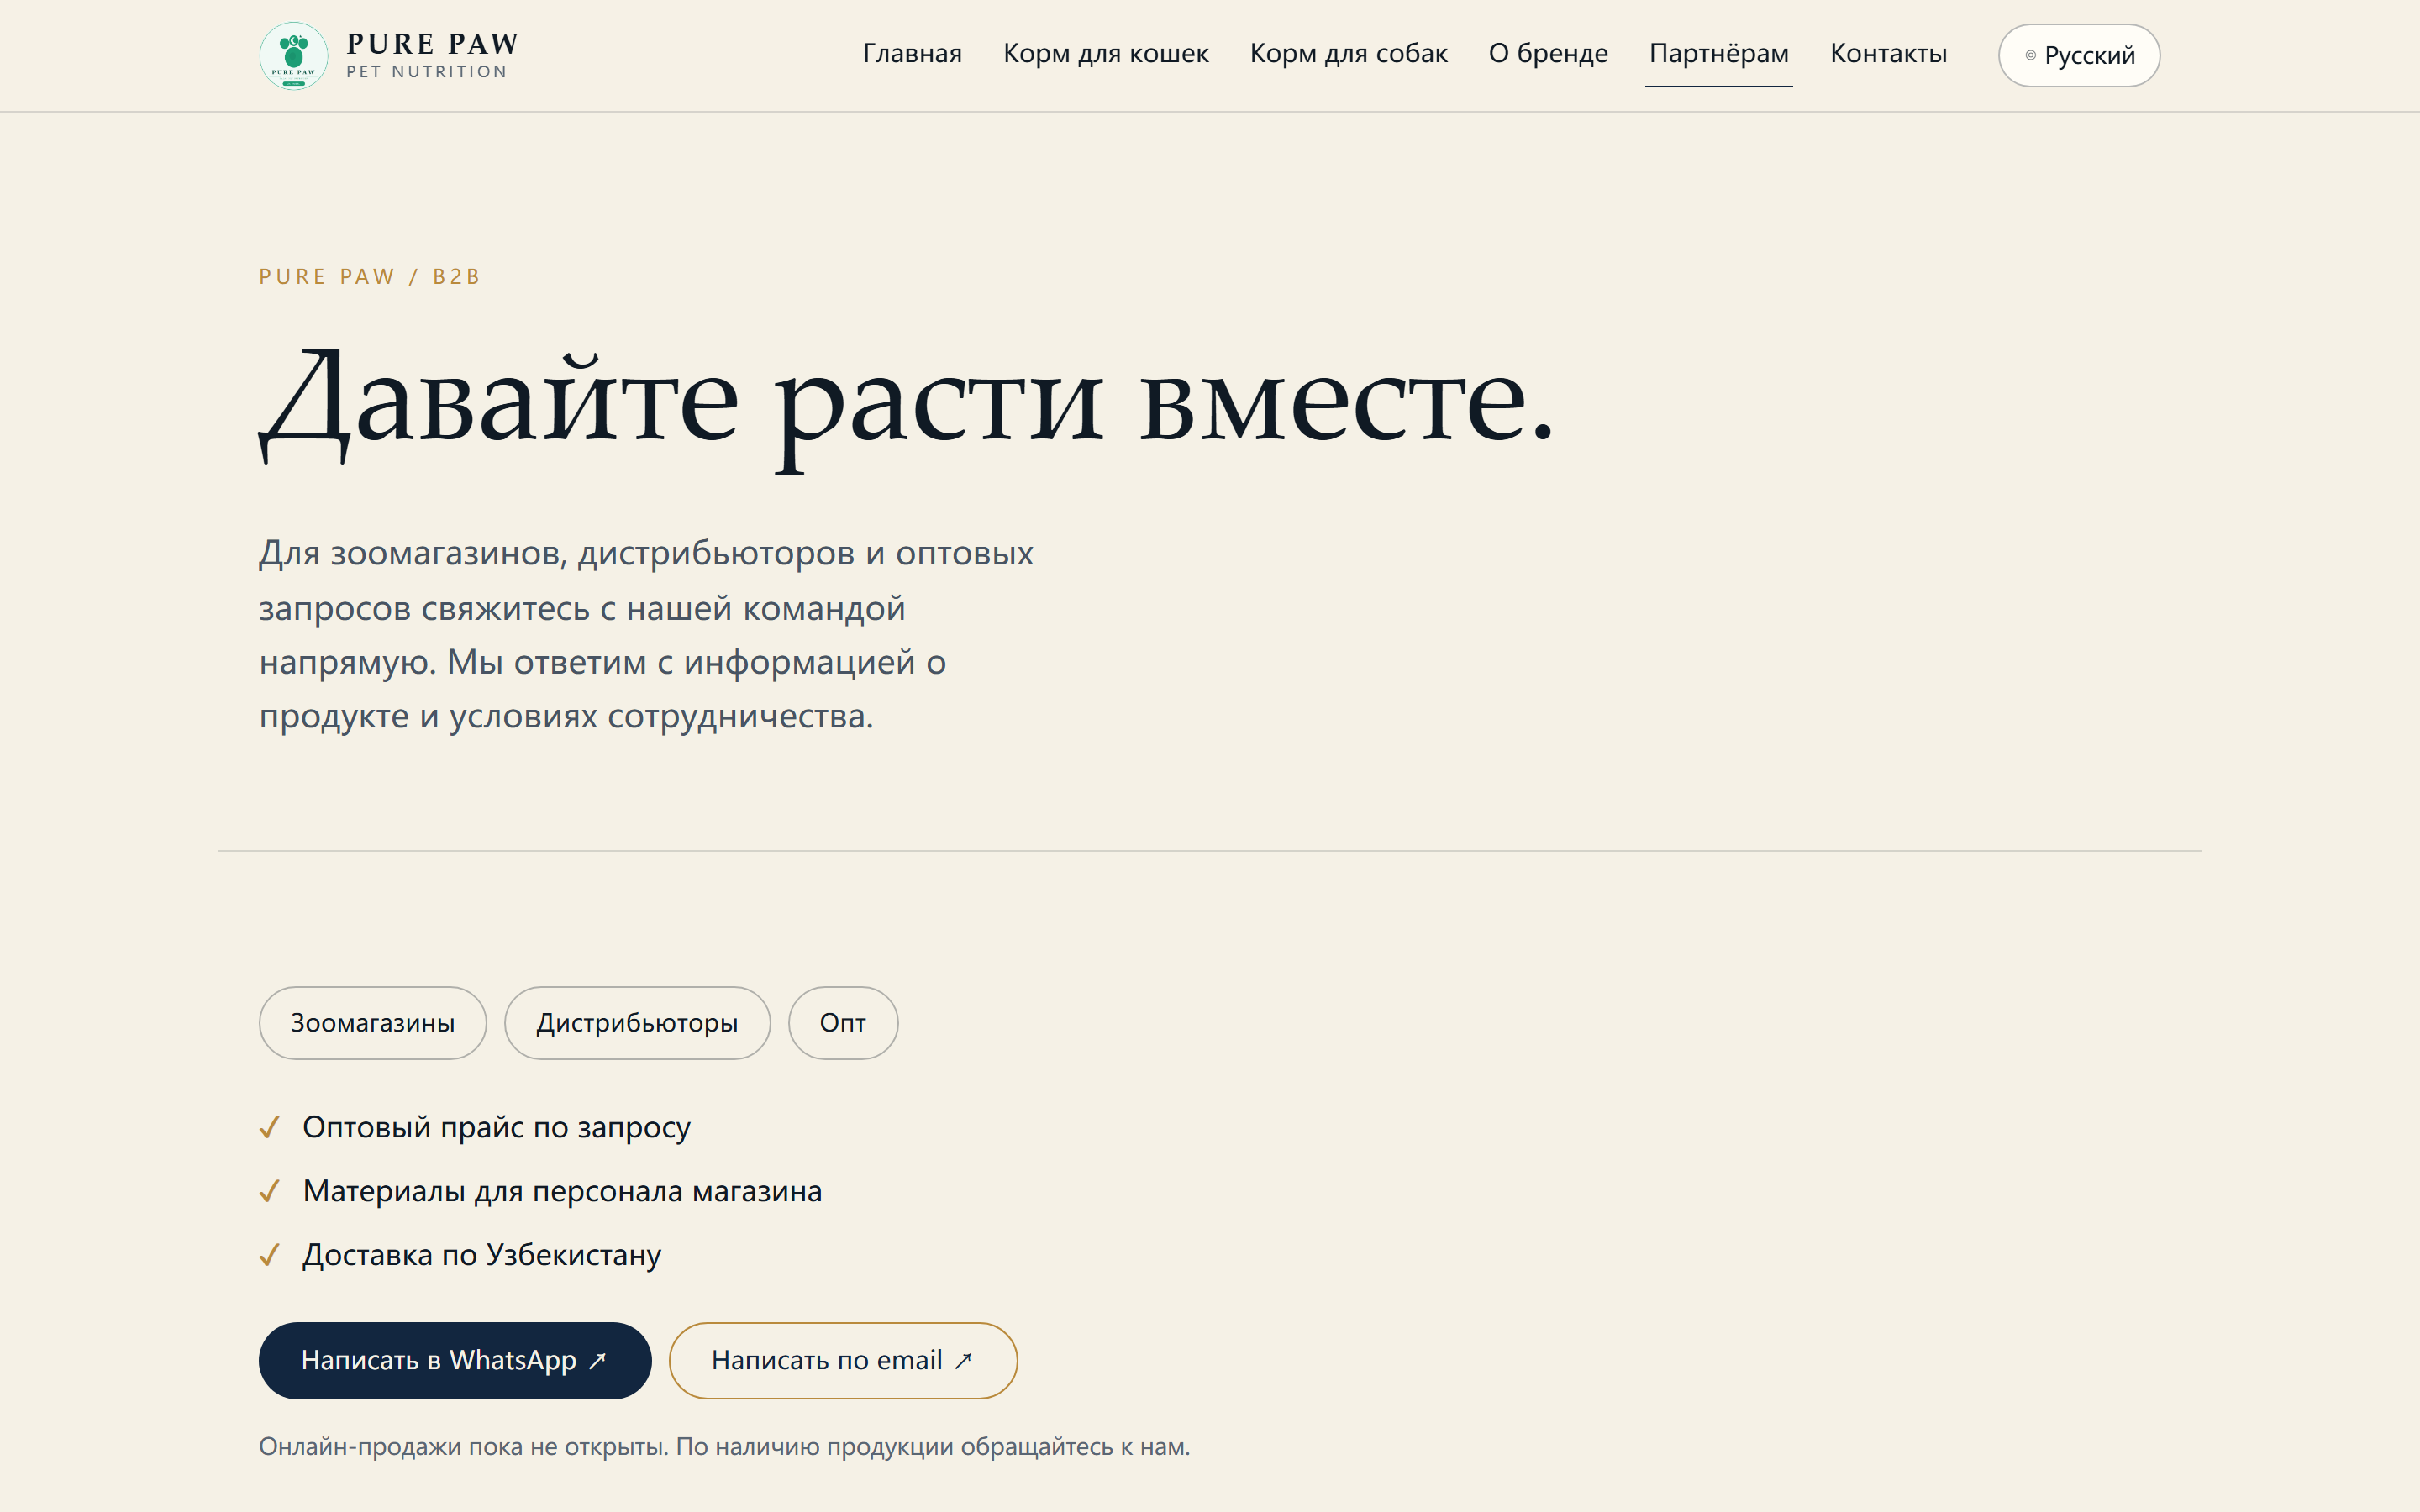 PURE PAW
PURE PAW
PET NUTRITION
Главная
Корм для кошек
Корм для собак
О бренде
Партнёрам
Контакты
Русский
PURE PAW / B2B
Давайте расти вместе.
Для зоомагазинов, дистрибьюторов и оптовых
запросов свяжитесь с нашей командой
напрямую. Мы ответим с информацией о
продукте и условиях сотрудничества.
Зоомагазины
Дистрибьюторы
Опт
✓ Оптовый прайс по запросу
✓ Материалы для персонала магазина
✓ Доставка по Узбекистану
Написать в WhatsApp ↗
Написать по email ↗
Онлайн-продажи пока не открыты. По наличию продукции обращайтесь к нам.